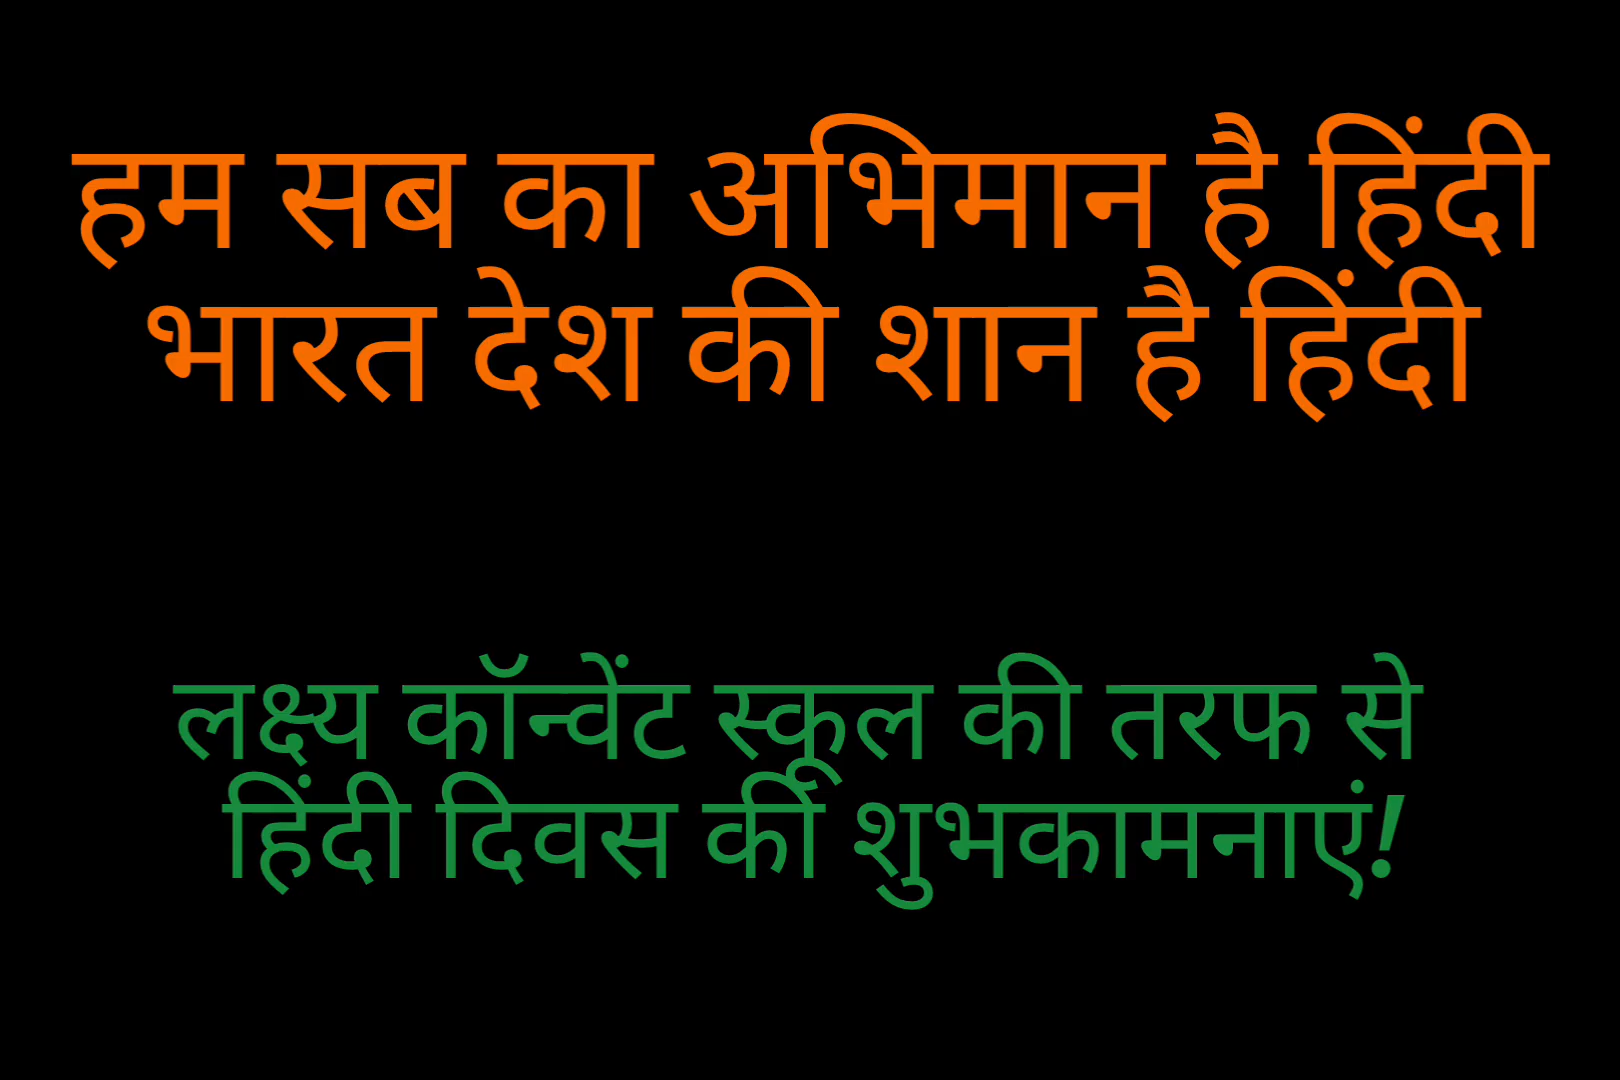 हम सब का अभिमान है हिंदी
भारत देश की शान है हिंदी
लक्ष्य कॉन्वेंट स्कूल की तरफ से
हिंदी दिवस की शुभकामनाएं!